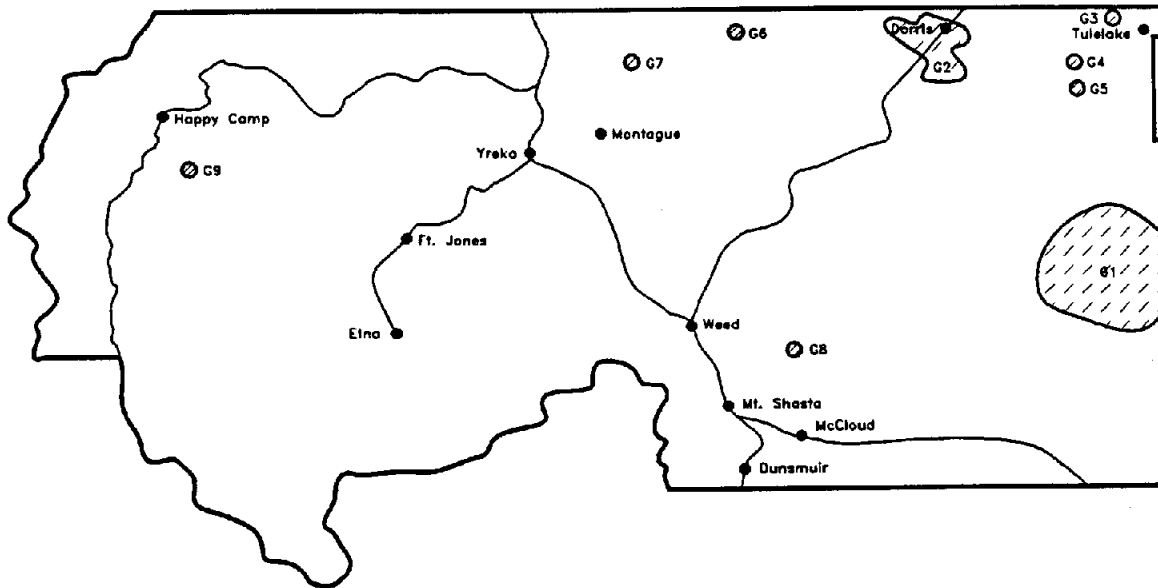 G3
Dorris
Tulelake
G6
G7
G2
G4
G5
Happy Camp
Montague
Yreka
G9
Ft. Jones
G1
Etna
Weed
G8
Mt. Shasta
McCloud
Dunsmuir